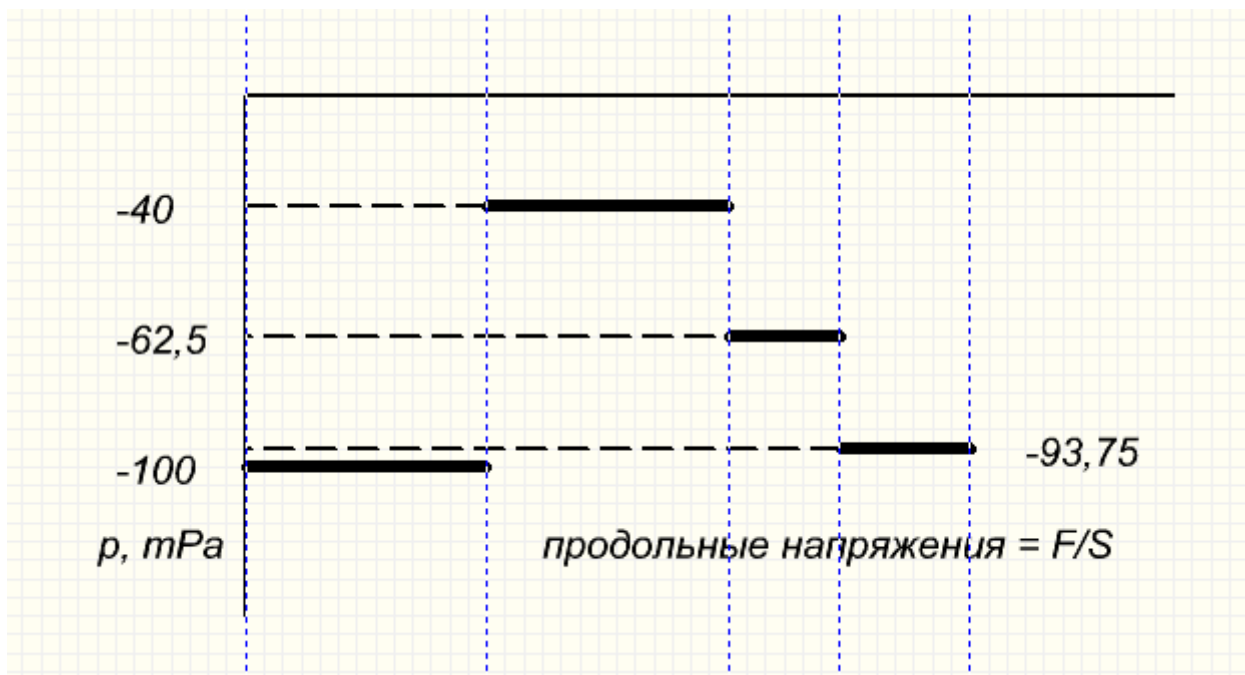 -40
-62,5
-93,75
-100
p, mPa
продольные напряжения = F/S